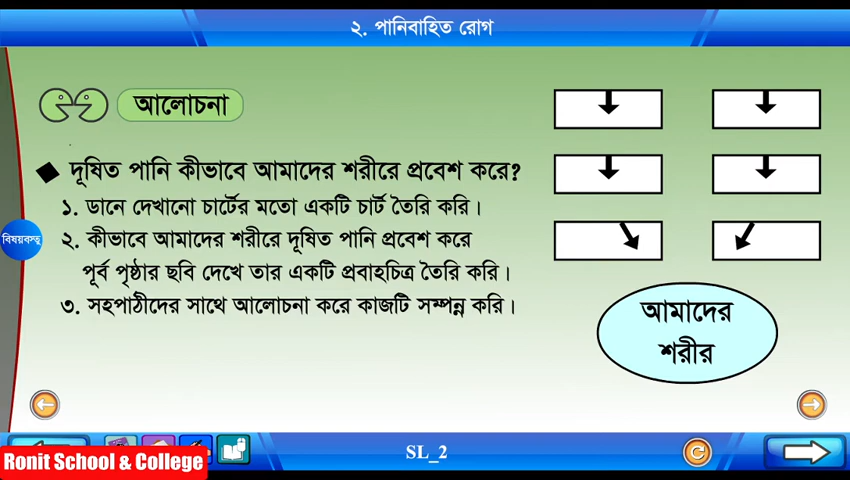 ২. পানিবাহিত রোগ
আলোচনা
দূষিত পানি কীভাবে আমাদের শরীরে প্রবেশ করে?
১. ডানে দেখানো চার্টের মতো একটি চার্ট তৈরি করি।
২. কীভাবে আমাদের শরীরে দূষিত পানি প্রবেশ করে
পূর্ব পৃষ্ঠার ছবি দেখে তার একটি প্রবাহচিত্র তৈরি করি।
৩. সহপাঠীদের সাথে আলোচনা করে কাজটি সম্পন্ন করি।
বিষয়বস্তু
আমাদের
শরীর
SL_2
Ronit School & College